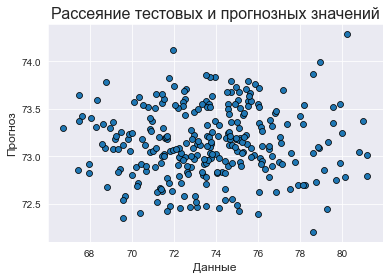 Рассеяние тестовых и прогнозных значений
74.0
73.5
73.0
72.5
Прогноз
68 70 72 74 76 78 80
Данные